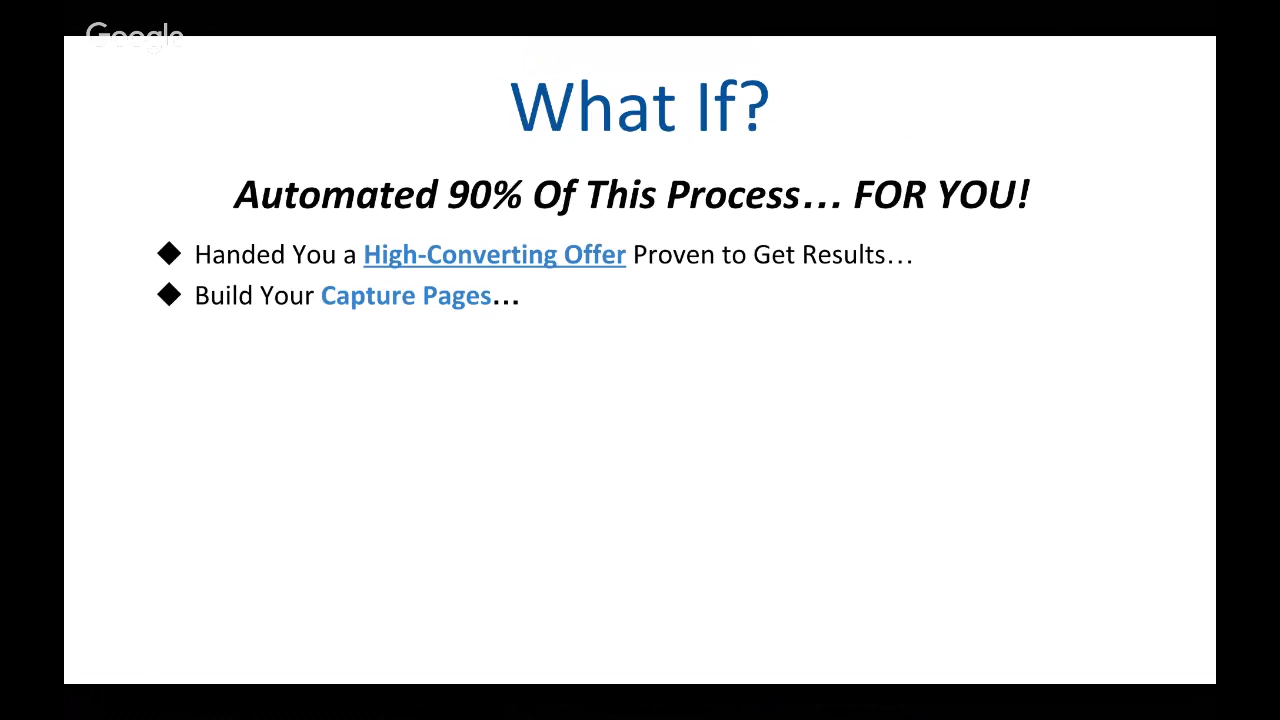 Google
What If?
Automated 90% Of This Process… FOR YOU!
◆ Handed You a High-Converting Offer Proven to Get Results…
◆ Build Your Capture Pages…